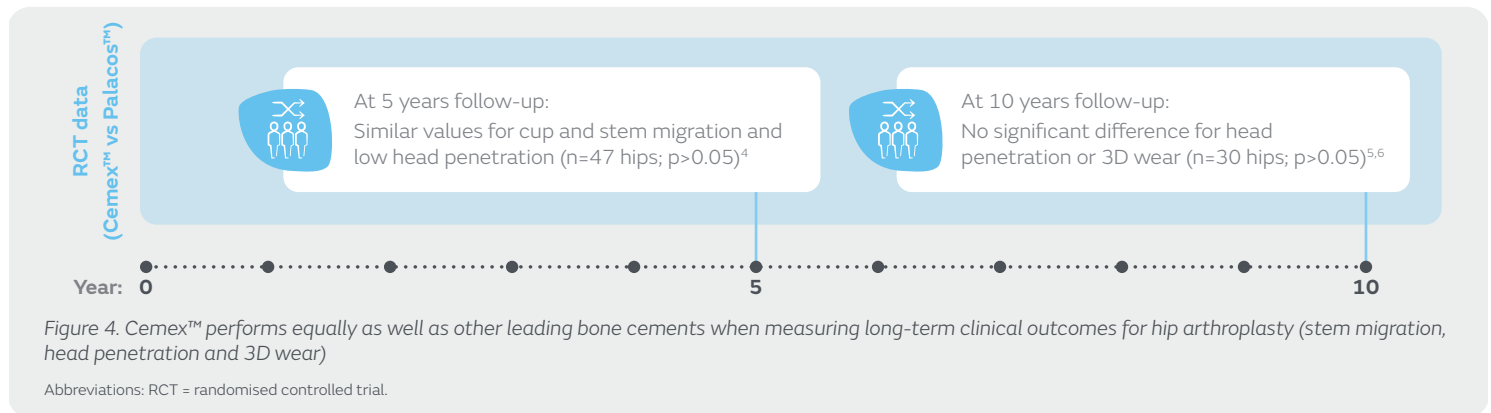 RCT data
(Cemex™ vs Palacos™)
At 5 years follow-up:
Similar values for cup and stem migration and
low head penetration (n=47 hips; p>0.05)4
At 10 years follow-up:
No significant difference for head
penetration or 3D wear (n=30 hips; p>0.05)5,6
Year: 0 5 10
Figure 4. Cemex™ performs equally as well as other leading bone cements when measuring long-term clinical outcomes for hip arthroplasty (stem migration,
head penetration and 3D wear)
Abbreviations: RCT = randomised controlled trial.